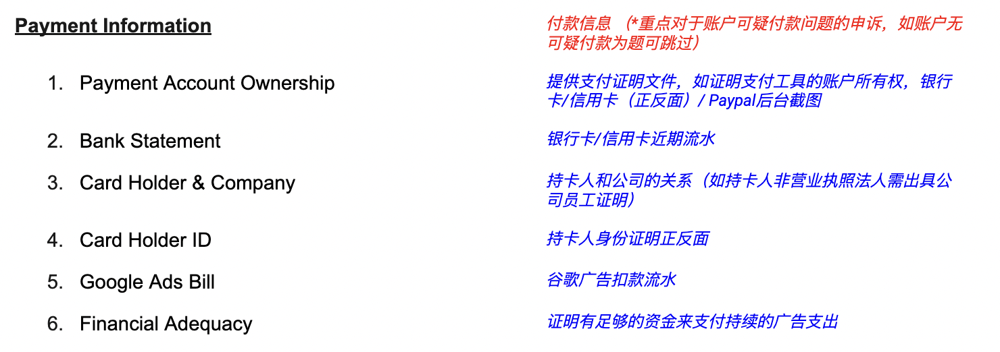 Payment Information
付款信息 （*重点对于账户可疑付款问题的申诉，如账户无
可疑付款为题可跳过）
1. Payment Account Ownership
提供支付证明文件，如证明支付工具的账户所有权，银行
卡/信用卡（正反面）/ Paypal后台截图
2. Bank Statement
银行卡/信用卡近期流水
3. Card Holder & Company
持卡人和公司的关系（如持卡人非营业执照法人需出具公
司员工证明）
4. Card Holder ID
持卡人身份证明正反面
5. Google Ads Bill
谷歌广告扣款流水
6. Financial Adequacy
证明有足够的资金来支付持续的广告支出